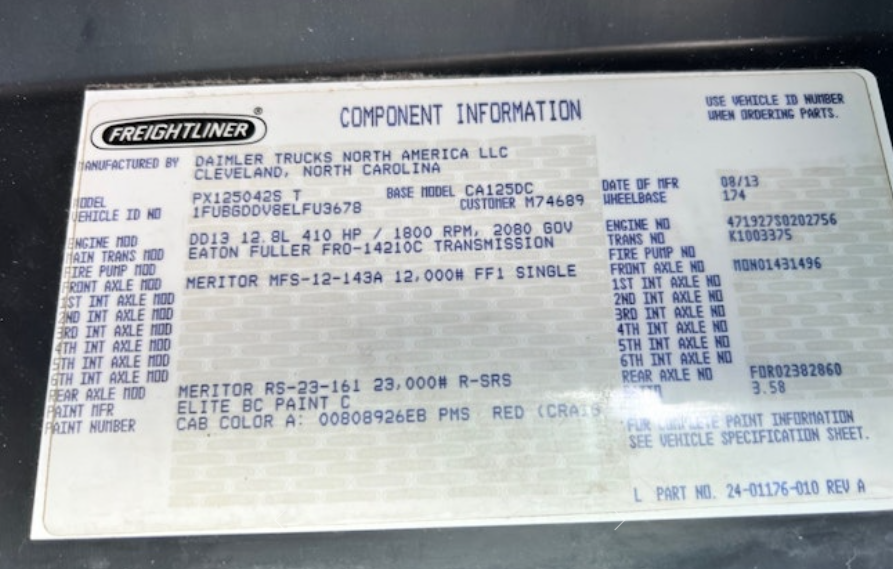 FREIGHTLINER ®
COMPONENT INFORMATION
USE VEHICLE ID NUMBER
WHEN ORDERING PARTS.
MANUFACTURED BY DAIMLER TRUCKS NORTH AMERICA LLC
CLEVELAND, NORTH CAROLINA
MODEL PX125042S T BASE MODEL CA125DC DATE OF MFR 08/13
VEHICLE ID NO 1FUBGDDV8ELFU3678 CUSTOMER M74689 WHEELBASE 174
ENGINE MOD DD13 12.8L 410 HP / 1800 RPM, 2080 GOV ENGINE NO 471927S0202756
MAIN TRANS MOD EATON FULLER FRO-14210C TRANSMISSION TRANS NO K1003375
FIRE PUMP MOD FIRE PUMP NO
FRONT AXLE MOD MERITOR MFS-12-143A 12,000# FF1 SINGLE FRONT AXLE NO MON01431496
1ST INT AXLE MOD 1ST INT AXLE NO
2ND INT AXLE MOD 2ND INT AXLE NO
3RD INT AXLE MOD 3RD INT AXLE NO
4TH INT AXLE MOD 4TH INT AXLE NO
5TH INT AXLE MOD 5TH INT AXLE NO
6TH INT AXLE MOD 6TH INT AXLE NO
REAR AXLE MOD MERITOR RS-23-161 23,000# R-SRS REAR AXLE NO FOR02382860
PAINT MFR ELITE BC PAINT C 3.58
PAINT NUMBER CAB COLOR A: 00808926EB PMS RED (CRAIG
FOR COMPLETE PAINT INFORMATION
SEE VEHICLE SPECIFICATION SHEET.
L PART NO. 24-01176-010 REV A